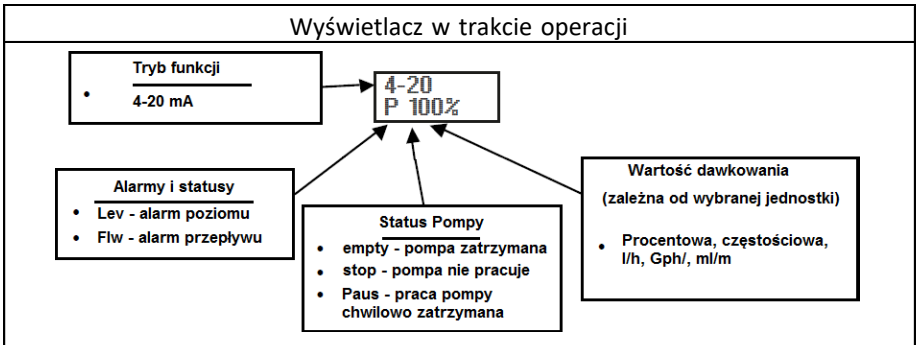 Wyświetlacz w trakcie operacji
Tryb funkcji
• 4-20 mA
4-20
P 100%
Alarmy i statusy
• Lev - alarm poziomu
• Flw - alarm przepływu
Status Pompy
• empty - pompa zatrzymana
• stop - pompa nie pracuje
• Paus - praca pompy
chwilowo zatrzymana
Wartość dawkowania
(zależna od wybranej jednostki)
• Procentowa, częstościowa,
l/h, Gph/, ml/m